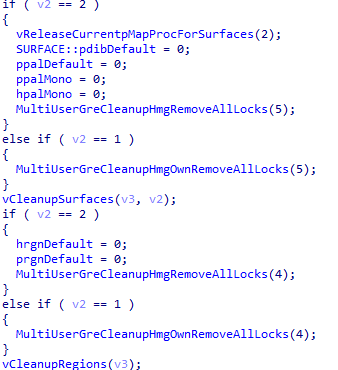 if ( v2 == 2 )
{
  vReleaseCurrentpMapProcForSurfaces(2);
  SURFACE::pdibDefault = 0;
  ppalDefault = 0;
  ppalMono = 0;
  hpalMono = 0;
  MultiUserGreCleanupHmgRemoveAllLocks(5);
}
else if ( v2 == 1 )
{
  MultiUserGreCleanupHmgOwnRemoveAllLocks(5);
}
vCleanupSurfaces(v3, v2);
if ( v2 == 2 )
{
  hrgnDefault = 0;
  prgnDefault = 0;
  MultiUserGreCleanupHmgRemoveAllLocks(4);
}
else if ( v2 == 1 )
{
  MultiUserGreCleanupHmgOwnRemoveAllLocks(4);
}
vCleanupRegions(v3);